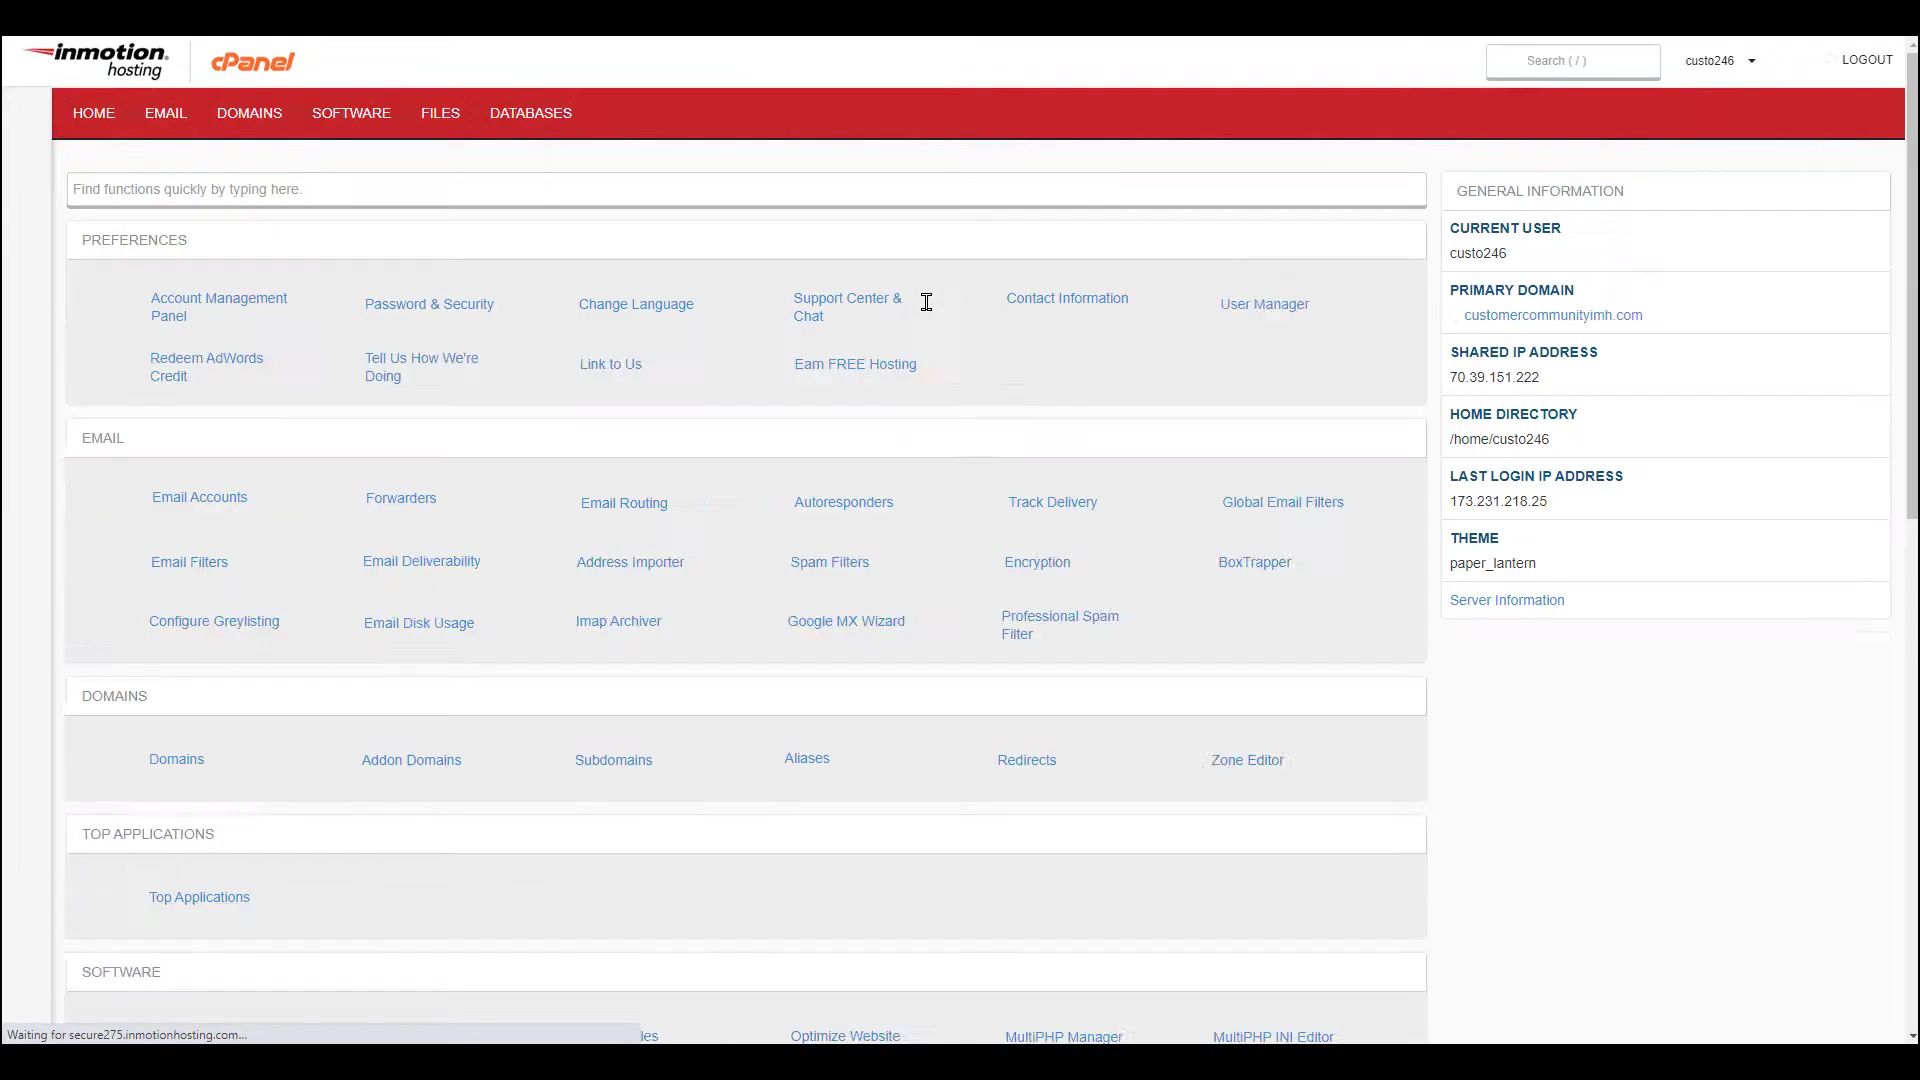 inmotion
hosting
cPanel
Search ( / )
custo246
LOGOUT
HOME
EMAIL
DOMAINS
SOFTWARE
FILES
DATABASES
Find functions quickly by typing here.
PREFERENCES
Account Management
Panel
Password & Security
Change Language
Support Center &
Chat
Contact Information
User Manager
Redeem AdWords
Credit
Tell Us How We're
Doing
Link to Us
Earn FREE Hosting
EMAIL
Email Accounts
Forwarders
Email Routing
Autoresponders
Track Delivery
Global Email Filters
Email Filters
Email Deliverability
Address Importer
Spam Filters
Encryption
BoxTrapper
Configure Greylisting
Email Disk Usage
Imap Archiver
Google MX Wizard
Professional Spam
Filter
DOMAINS
Domains
Addon Domains
Subdomains
Aliases
Redirects
Zone Editor
TOP APPLICATIONS
Top Applications
SOFTWARE
Optimize Website
MultiPHP Manager
MultiPHP INI Editor
GENERAL INFORMATION
CURRENT USER
custo246
PRIMARY DOMAIN
customercommunityimh.com
SHARED IP ADDRESS
70.39.151.222
HOME DIRECTORY
/home/custo246
LAST LOGIN IP ADDRESS
173.231.218.25
THEME
paper_lantern
Server Information
Waiting for secure275.inmotionhosting.com...